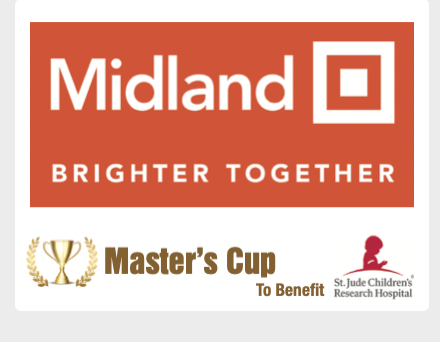 Midland
BRIGHTER TOGETHER
Master's Cup
To Benefit
St. Jude Children's®
Research Hospital